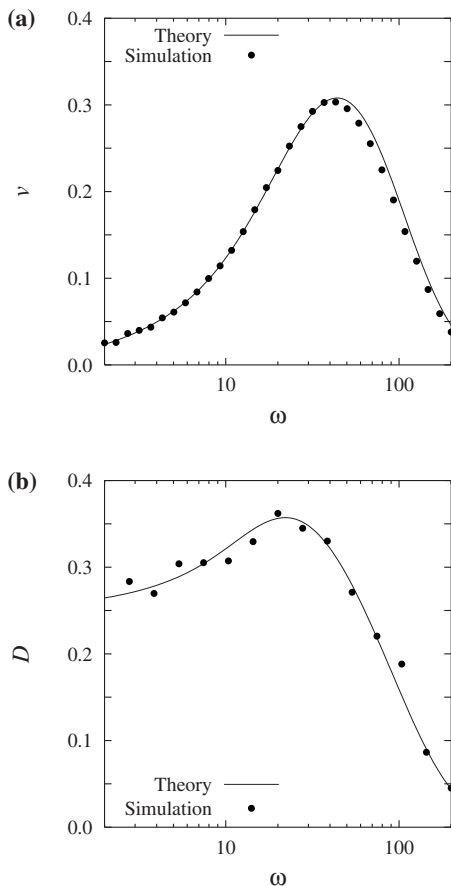 (a)
Theory
Simulation
0.4
0.3
0.2
0.1
0.0
v
10
100
ω
(b)
0.4
0.3
0.2
0.1
0.0
D
Theory
Simulation
10
100
ω